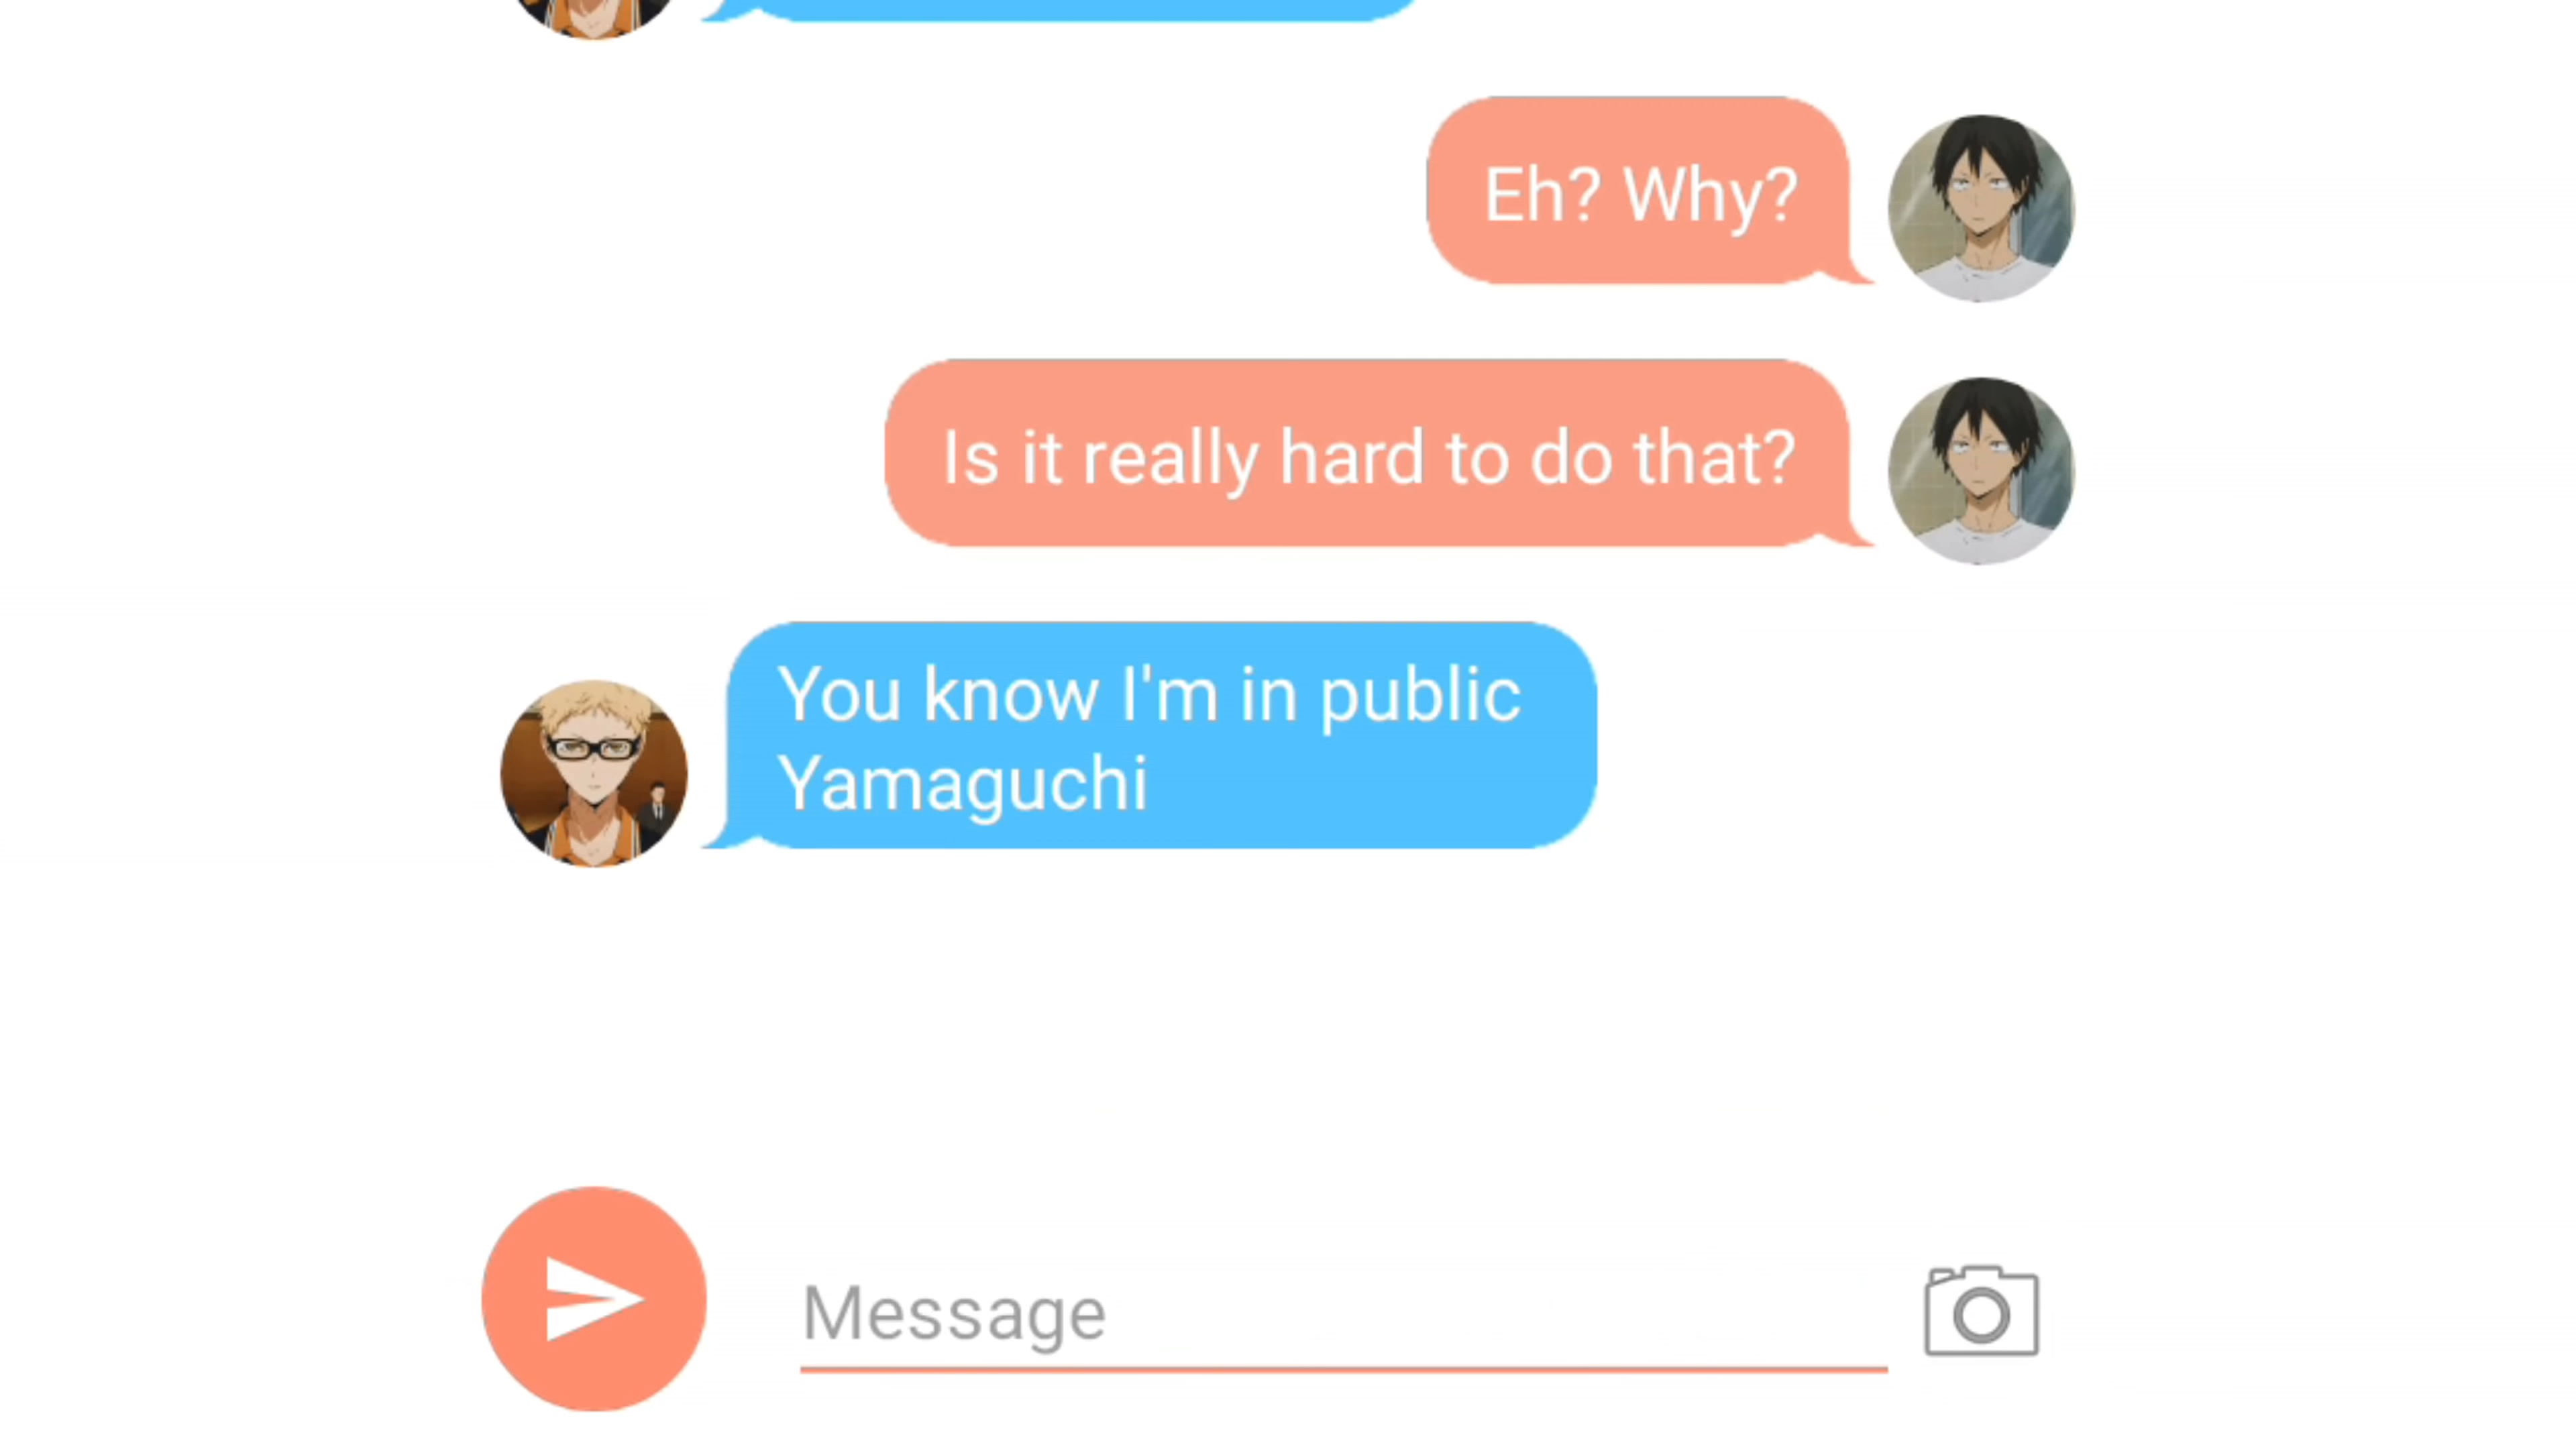 Eh? Why?
Is it really hard to do that?
You know I'm in public
Yamaguchi
Message